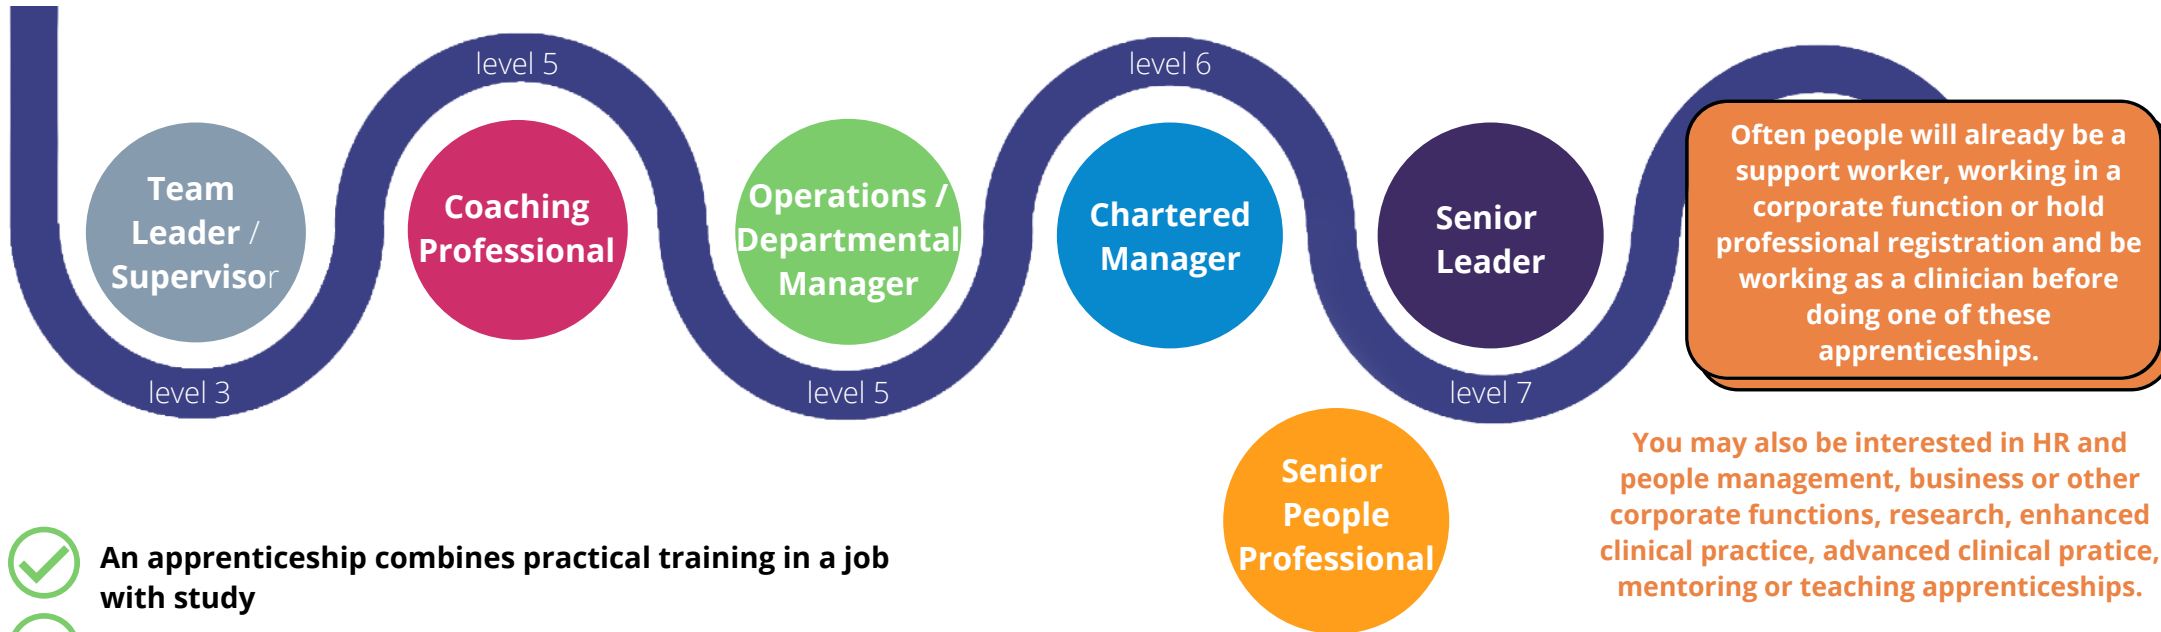 level 5
level 6
Team
Leader /
Supervisor
Coaching
Professional
Operations /
Departmental
Manager
Chartered
Manager
Senior
Leader
Often people will already be a
support worker, working in a
corporate function or hold
professional registration and be
working as a clinician before
doing one of these
apprenticeships.
level 3
level 5
level 7
Senior
People
Professional
You may also be interested in HR and
people management, business or other
corporate functions, research, enhanced
clinical practice, advanced clinical pratice,
mentoring or teaching apprenticeships.
An apprenticeship combines practical training in a job
with study